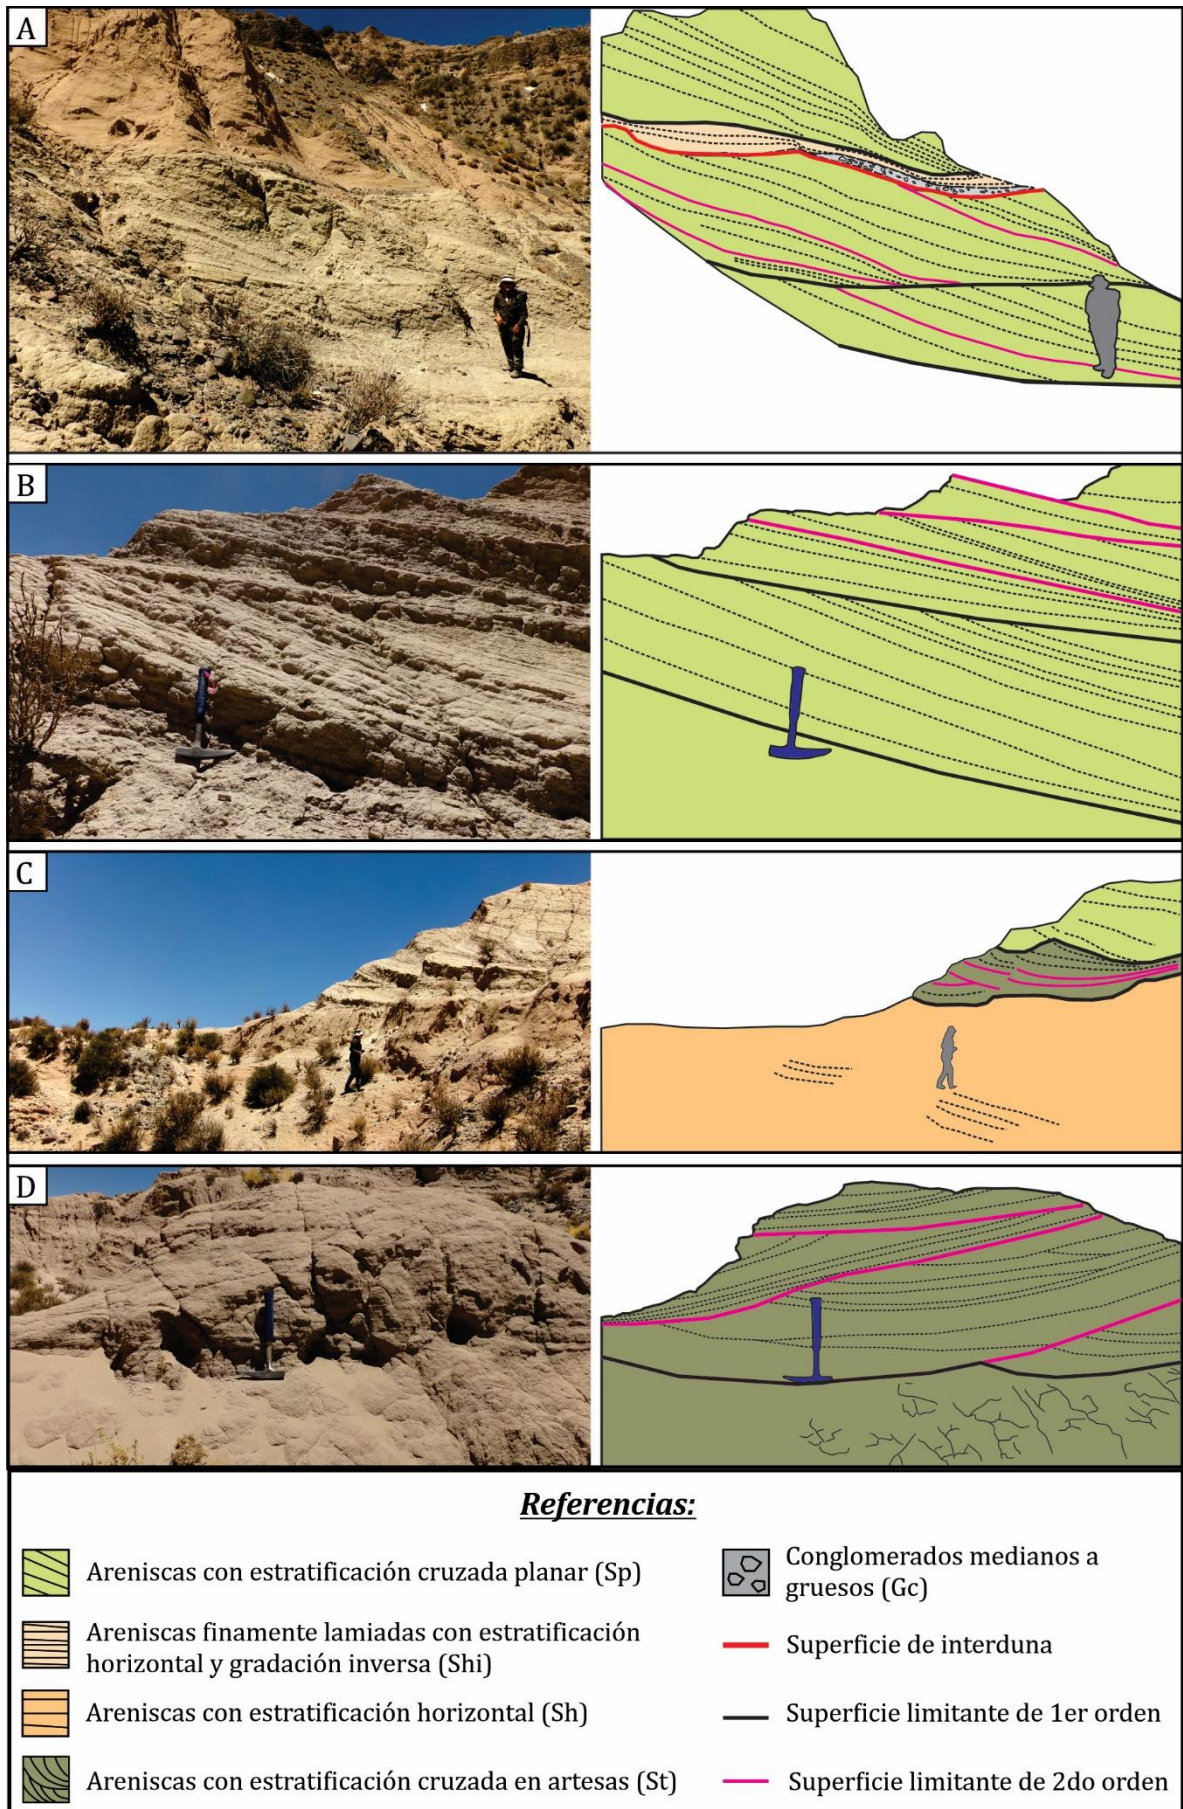 A
B
C
D
Referencias:
Areniscas con estratificación cruzada planar (Sp)
Areniscas finamente lamiadas con estratificación
horizontal y gradación inversa (Shi)
Areniscas con estratificación horizontal (Sh)
Areniscas con estratificación cruzada en artesas (St)
Conglomerados medianos a
gruesos (Gc)
Superficie de interduna
Superficie limitante de 1er orden
Superficie limitante de 2do orden